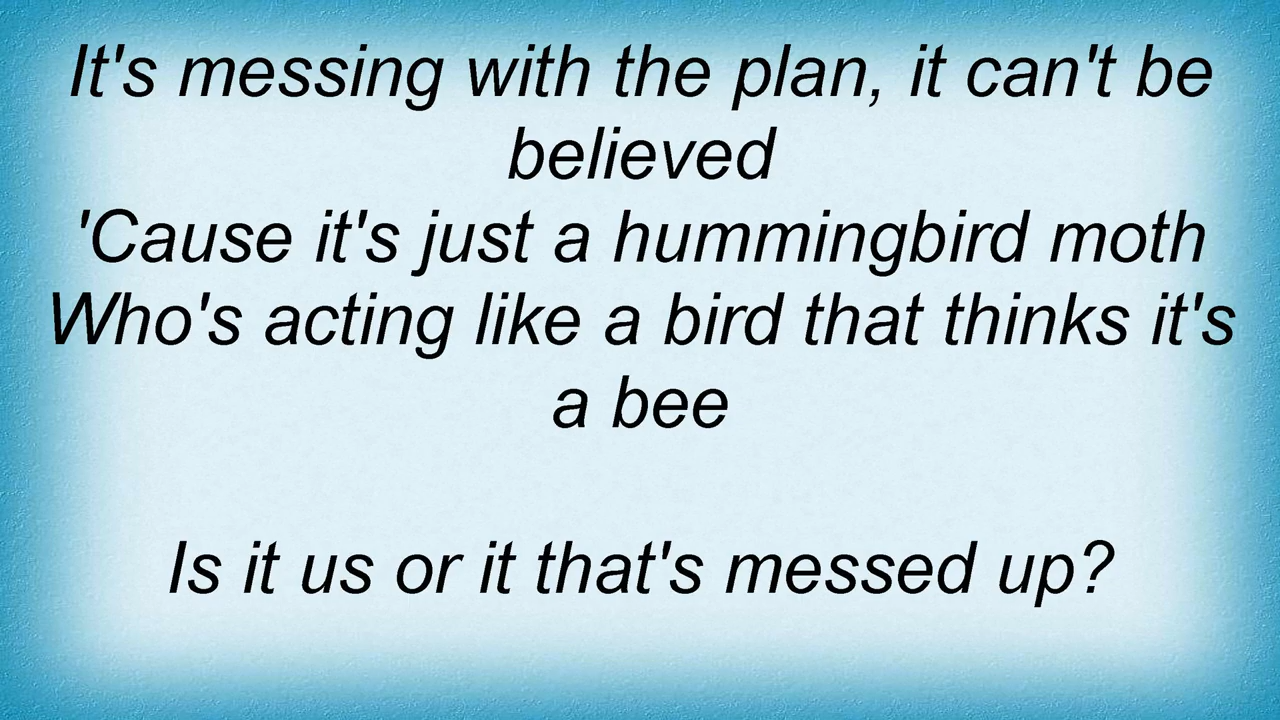 It's messing with the plan, it can't be
believed
'Cause it's just a hummingbird moth
Who's acting like a bird that thinks it's
a bee
Is it us or it that's messed up?